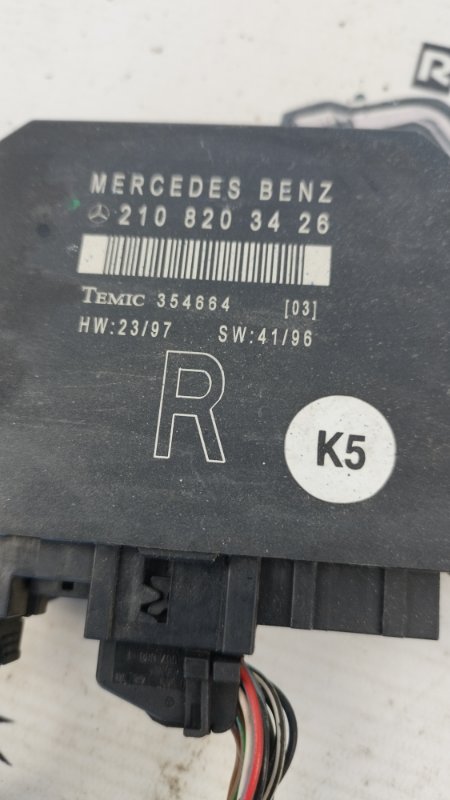 MERCEDES BENZ
210 820 34 26
TEMIC 354664 [03]
HW:23/97 SW:41/96
R
K5
R